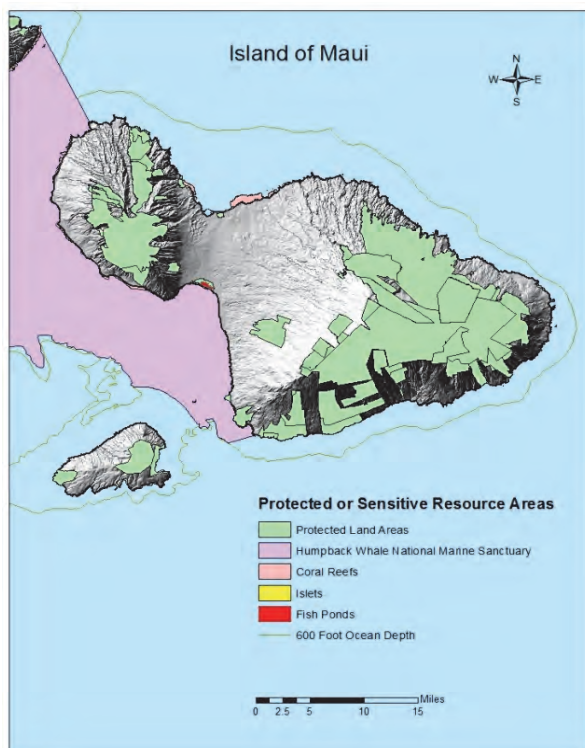 Island of Maui
N
W E
S
Protected or Sensitive Resource Areas
Protected Land Areas
Humpback Whale National Marine Sanctuary
Coral Reefs
Islets
Fish Ponds
600 Foot Ocean Depth
Miles
0 2.5 5 10 15